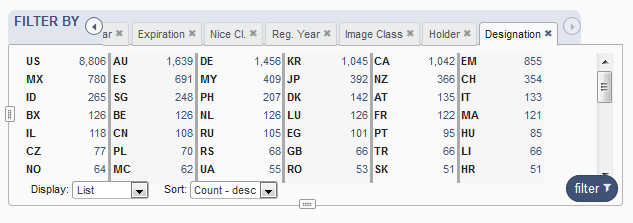 FILTER BY
ar × Expiration × Nice Cl. × Reg. Year × Image Class × Holder × Designation ×
US 8,806 AU 1,639 DE 1,456 KR 1,045 CA 1,042 EM 855
MX 780 ES 691 MY 409 JP 392 NZ 366 CH 354
ID 265 SG 248 PH 207 DK 142 AT 135 IT 133
BX 126 BE 126 NL 126 LU 126 FR 122 MA 121
IL 118 CN 108 RU 105 EG 101 PT 95 HU 85
CZ 77 PL 70 RS 68 GB 66 TR 66 LI 66
NO 64 MC 62 UA 55 RO 53 SK 51 HR 51
Display: List Sort: Count - desc filter